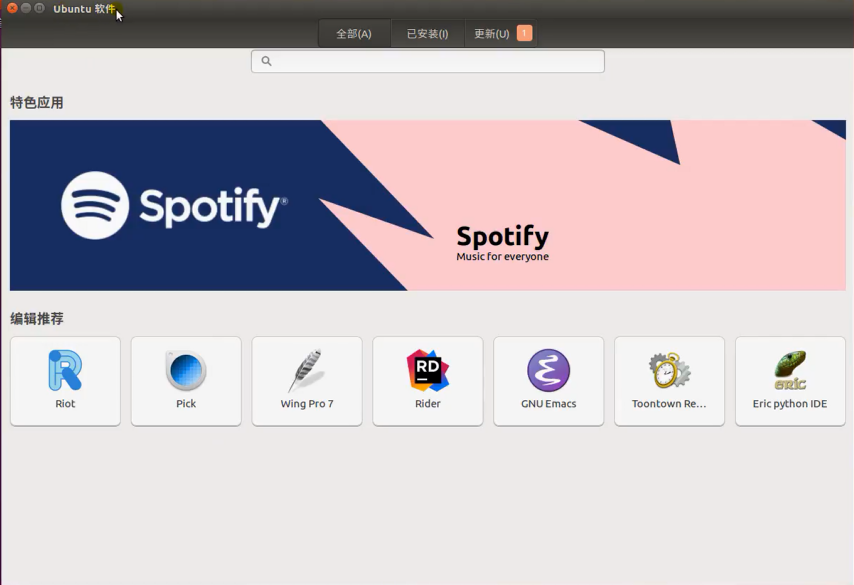 Ubuntu 软件
全部(A) 已安装(I) 更新(U) 1
特色应用
Spotify®
Spotify
Music for everyone
编辑推荐
Riot Pick Wing Pro 7 RD Rider GNU Emacs Toontown Re... eric Eric python IDE